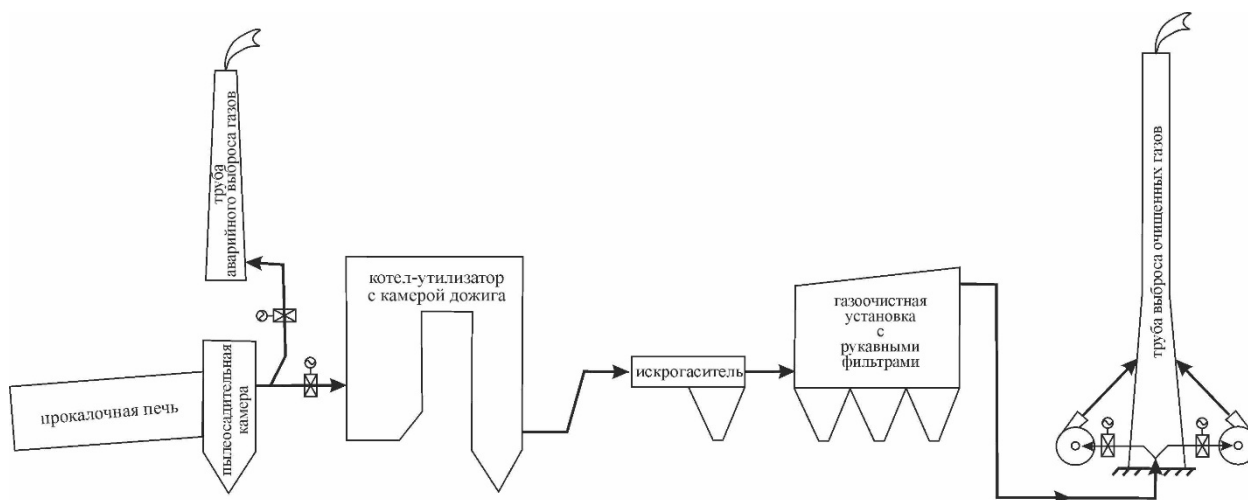 труба
аварийного выброса газов
прокалочная печь
пылеосадительная
камера
котел-утилизатор
с камерой дожига
искрогаситель
газоочистная
установка
с
рукавными
фильтрами
труба выброса очищенных газов